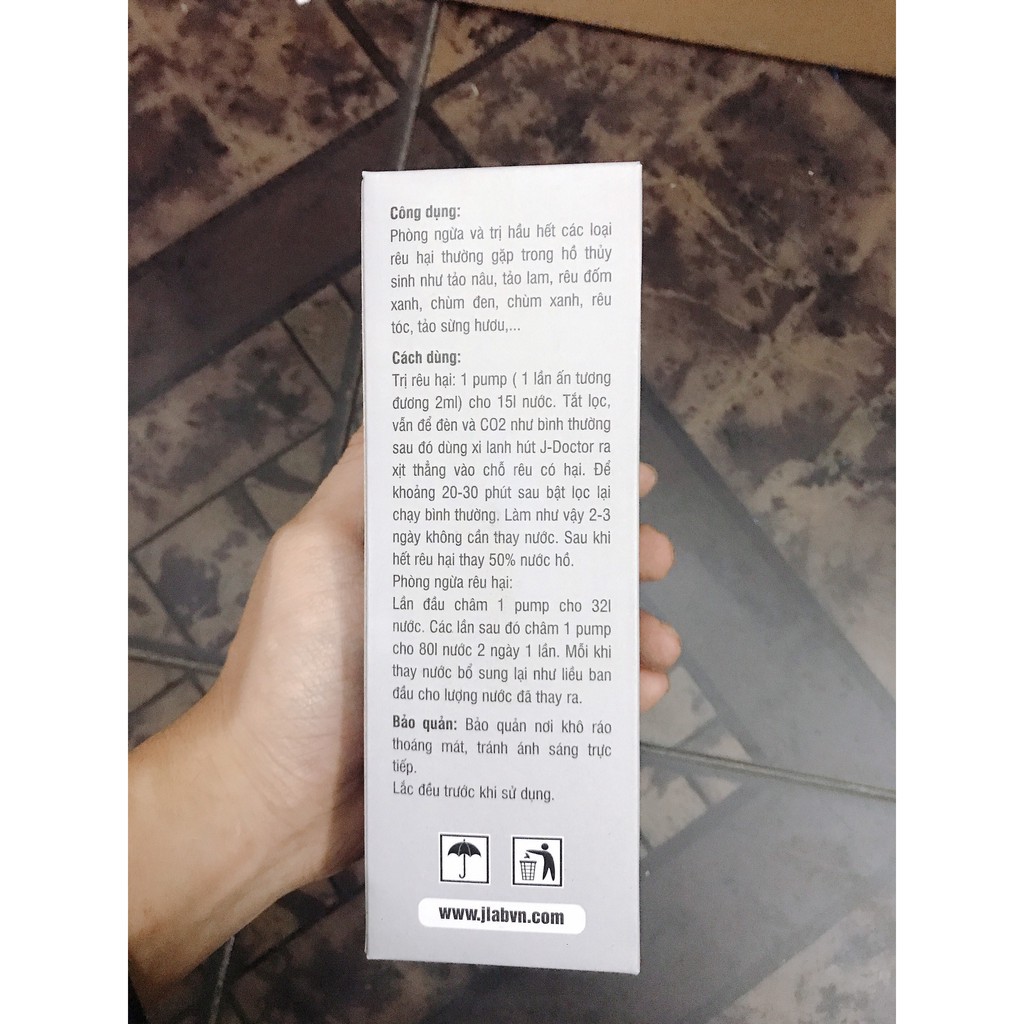 Công dụng:
Phòng ngừa và trị hầu hết các loại
rêu hại thường gặp trong hồ thủy
sinh như tảo nâu, tảo lam, rêu đốm
xanh, chùm đen, chùm xanh, rêu
tóc, tảo sừng hươu,...
Cách dùng:
Trị rêu hại: 1 pump ( 1 lần ấn tương
đương 2ml) cho 15l nước. Tắt lọc,
vẫn để đèn và CO2 như bình thường
sau đó dùng xi lanh hút J-Doctor ra
xịt thẳng vào chỗ rêu có hại. Để
khoảng 20-30 phút sau bật lọc lại
chạy bình thường. Làm như vậy 2-3
ngày không cần thay nước. Sau khi
hết rêu hại thay 50% nước hồ.
Phòng ngừa rêu hại:
Lần đầu châm 1 pump cho 32l
nước. Các lần sau đó châm 1 pump
cho 80l nước 2 ngày 1 lần. Mỗi khi
thay nước bổ sung lại như liều ban
đầu cho lượng nước đã thay ra.
Bảo quản: Bảo quản nơi khô ráo
thoáng mát, tránh ánh sáng trực
tiếp.
Lắc đều trước khi sử dụng.
www.jlabvn.com